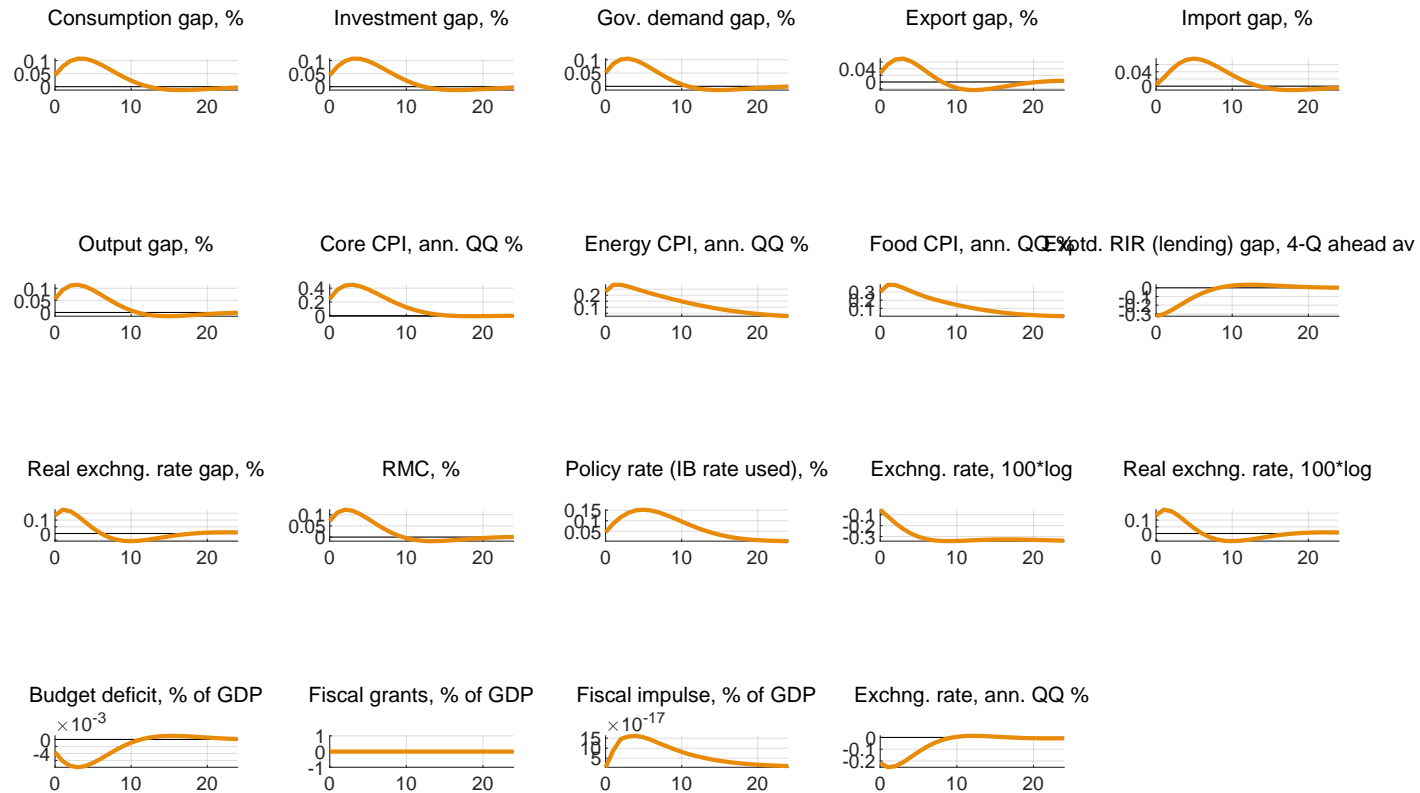 Consumption gap, % Investment gap, % Gov. demand gap, % Export gap, % Import gap, %
0.1 0.1 0.1
0.05 0.05 0.05 0.04 0.04
0 0 0 0 0
0 10 20 0 10 20 0 10 20 0 10 20 0 10 20
Output gap, % Core CPI, ann. QQ % Energy CPI, ann. QQ % Food CPI, ann. QQ % Exptd. RIR (lending) gap, 4-Q ahead av
0.1 0.4 0.2 0.3 0
0.05 0.2 0.1 0.2 -0.1
0 0 0.1 -0.2
-0.3
0 10 20 0 10 20 0 10 20 0 10 20 0 10 20
Real exchng. rate gap, % RMC, % Policy rate (IB rate used), % Exchng. rate, 100*log Real exchng. rate, 100*log
0.1 0.1 0.15 -0.1 0.1
0 0.05 0.1 -0.2 0
0 0.05 -0.3
0 10 20 0 10 20 0 10 20 0 10 20 0 10 20
Budget deficit, % of GDP Fiscal grants, % of GDP Fiscal impulse, % of GDP Exchng. rate, ann. QQ %
×10⁻³ ×10⁻¹⁷
0 1 15 0
-4 0 10 -0.1
-1 5 -0.2
0 10 20 0 10 20 0 10 20 0 10 20